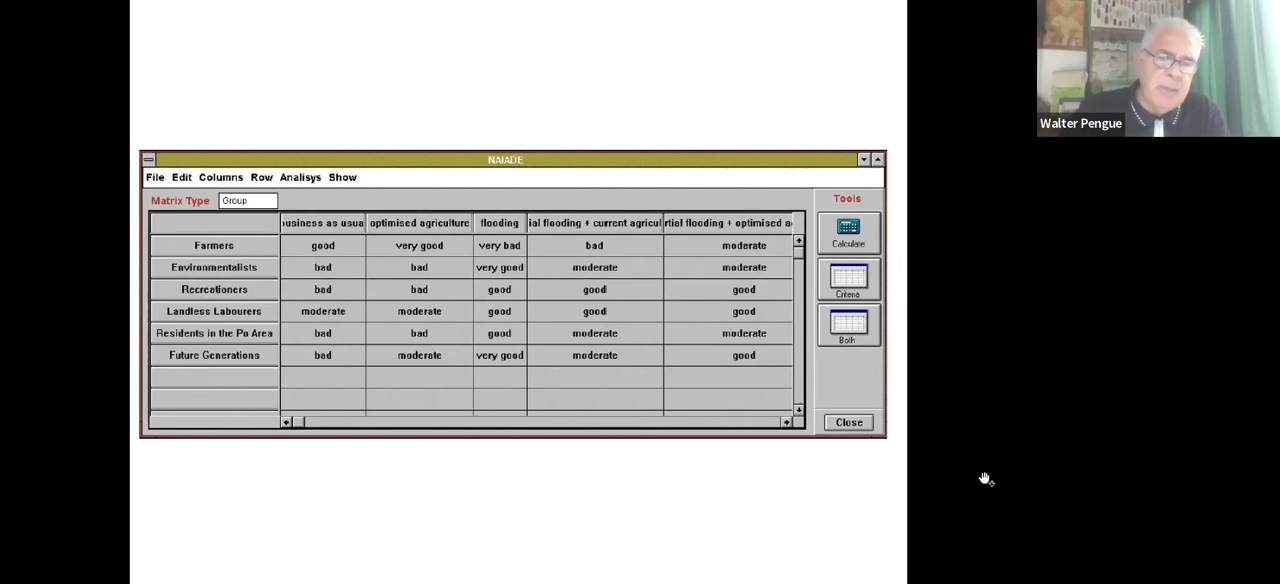 Walter Pengue
NAIADE
File Edit Columns Row Analisys Show
Matrix Type Group
Tools
usiness as usua optimised agriculture flooding ial flooding + current agricul rtial flooding + optimised a
Farmers good very good very bad bad moderate
Environmentalists bad bad very good moderate moderate
Recreationers bad bad good good good
Landless Labourers moderate moderate good good good
Residents in the Po Area bad bad good moderate moderate
Future Generations bad moderate very good moderate good
Calculate
Criteria
Both
Close